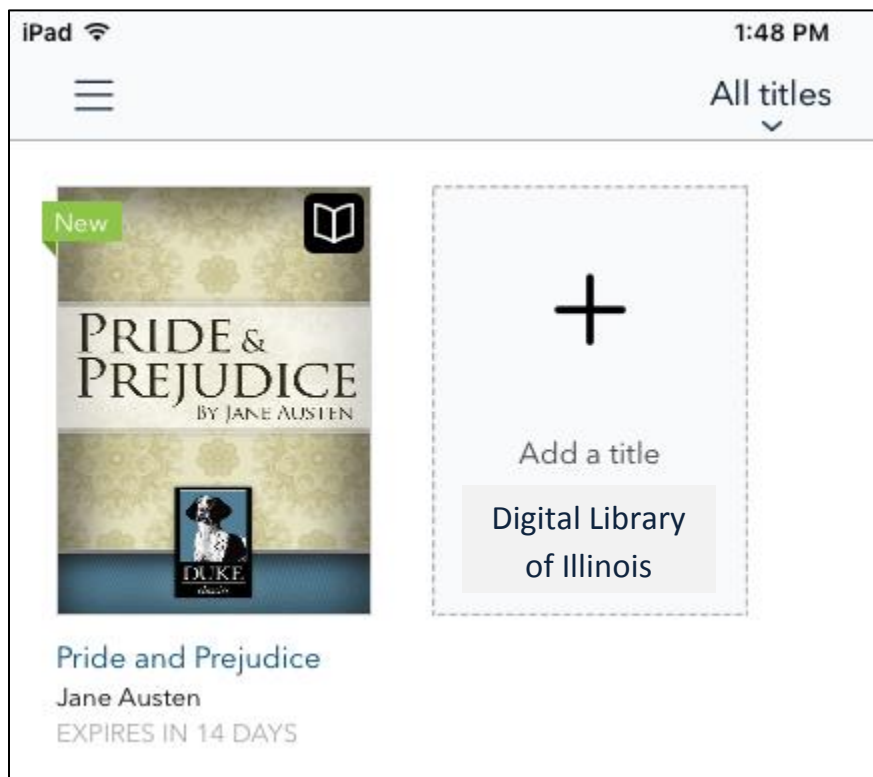 iPad 1:48 PM
All titles
New
PRIDE &
PREJUDICE
BY JANE AUSTEN
DUKE
classics
Add a title
Digital Library
of Illinois
Pride and Prejudice
Jane Austen
EXPIRES IN 14 DAYS